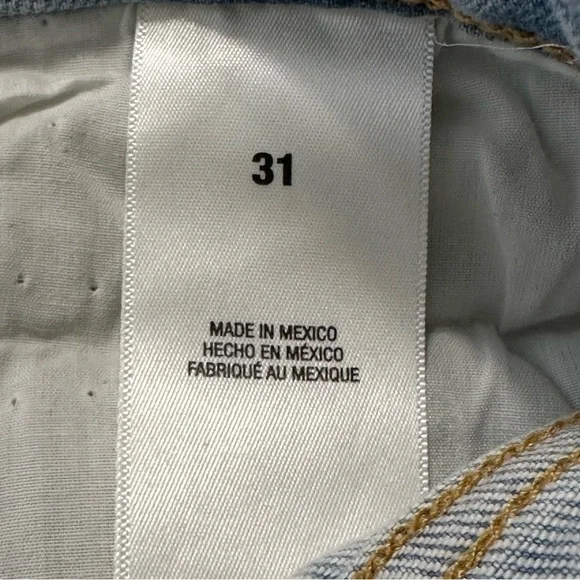 31
MADE IN MEXICO
HECHO EN MÉXICO
FABRIQUÉ AU MEXIQUE